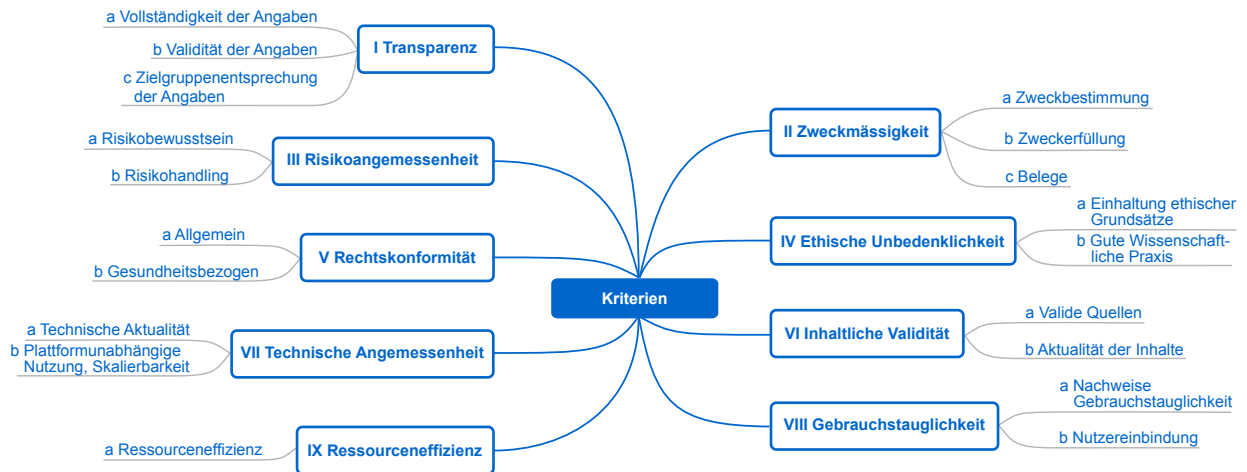 a Vollständigkeit der Angaben
b Validität der Angaben
c Zielgruppenentsprechung
der Angaben
I Transparenz
a Risikobewusstsein
b Risikohandling
III Risikoangemessenheit
a Allgemein
b Gesundheitsbezogen
V Rechtskonformität
a Technische Aktualität
b Plattformunabhängige
Nutzung, Skalierbarkeit
VII Technische Angemessenheit
a Ressourceneffizienz
IX Ressourceneffizienz
Kriterien
II Zweckmässigkeit
a Zweckbestimmung
b Zweckerfüllung
c Belege
IV Ethische Unbedenklichkeit
a Einhaltung ethischer
Grundsätze
b Gute Wissenschaft-
liche Praxis
VI Inhaltliche Validität
a Valide Quellen
b Aktualität der Inhalte
VIII Gebrauchstauglichkeit
a Nachweise
Gebrauchstauglichkeit
b Nutzereinbindung